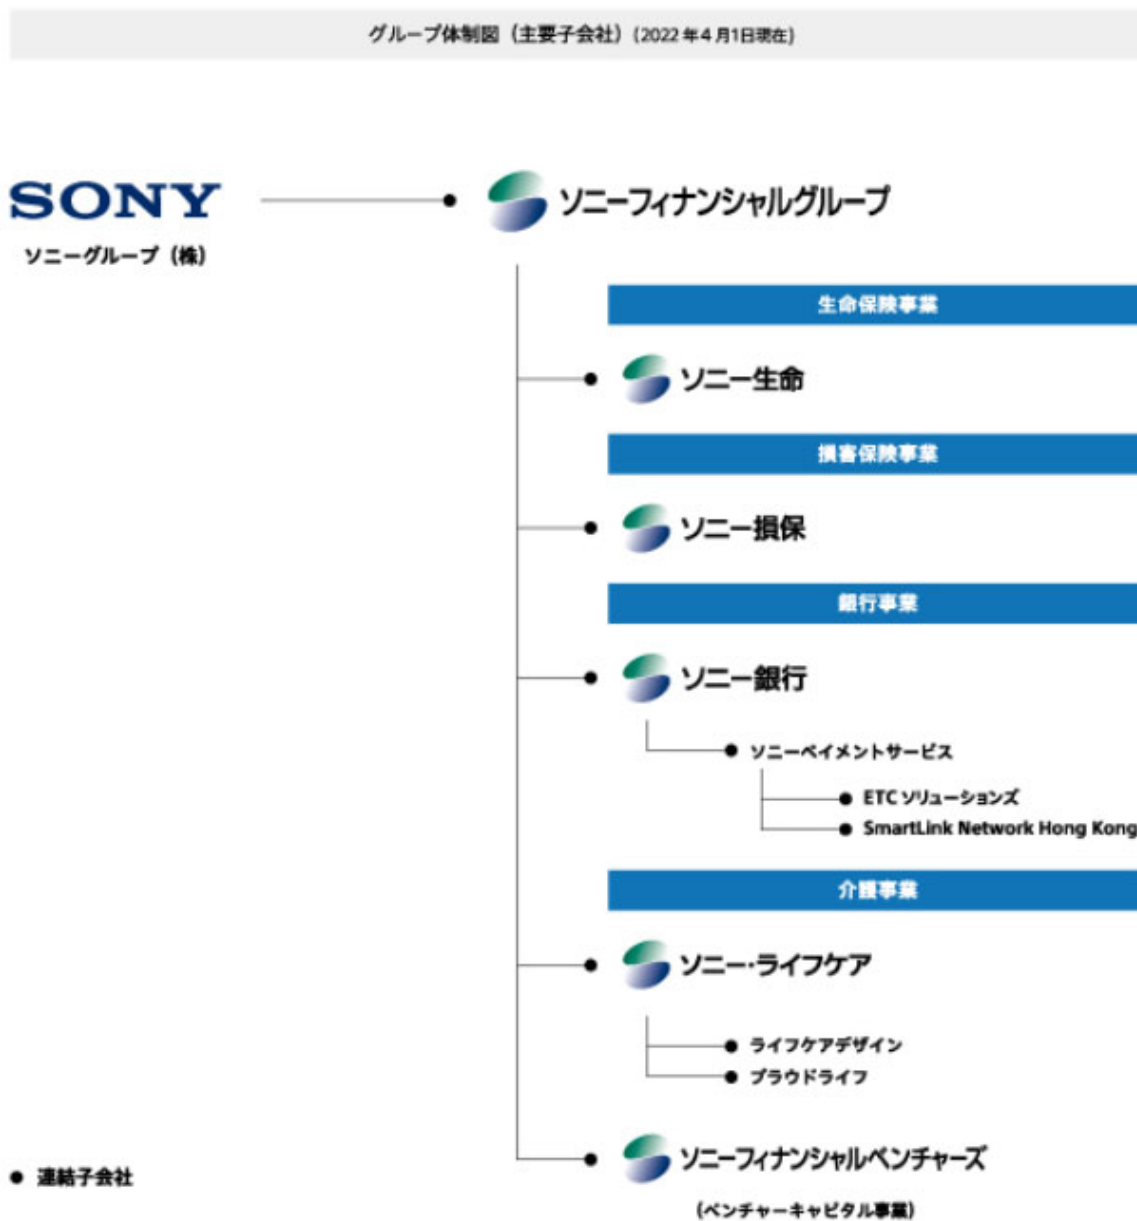 グループ体制図（主要子会社）（2022年4月1日現在）
SONY
ソニーグループ（株）
ソニーフィナンシャルグループ
生命保険事業
ソニー生命
損害保険事業
ソニー損保
銀行事業
ソニー銀行
ソニーペイメントサービス
ETC ソリューションズ
SmartLink Network Hong Kong
介護事業
ソニー・ライフケア
ライフケアデザイン
プラウドライフ
ソニーフィナンシャルベンチャーズ
（ベンチャーキャピタル事業）
● 連結子会社